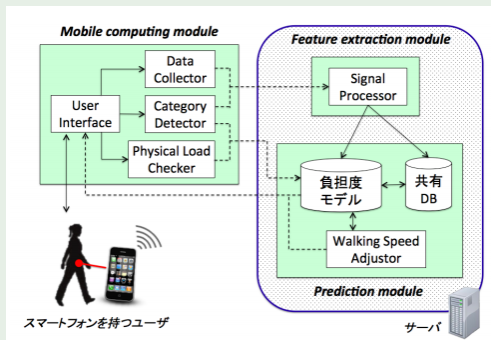 Mobile computing module
Data
Collector
User
Interface
Category
Detector
Physical Load
Checker
スマートフォンを持つユーザ
Feature extraction module
Signal
Processor
負担度
モデル
共有
DB
Walking Speed
Adjustor
Prediction module
サーバ